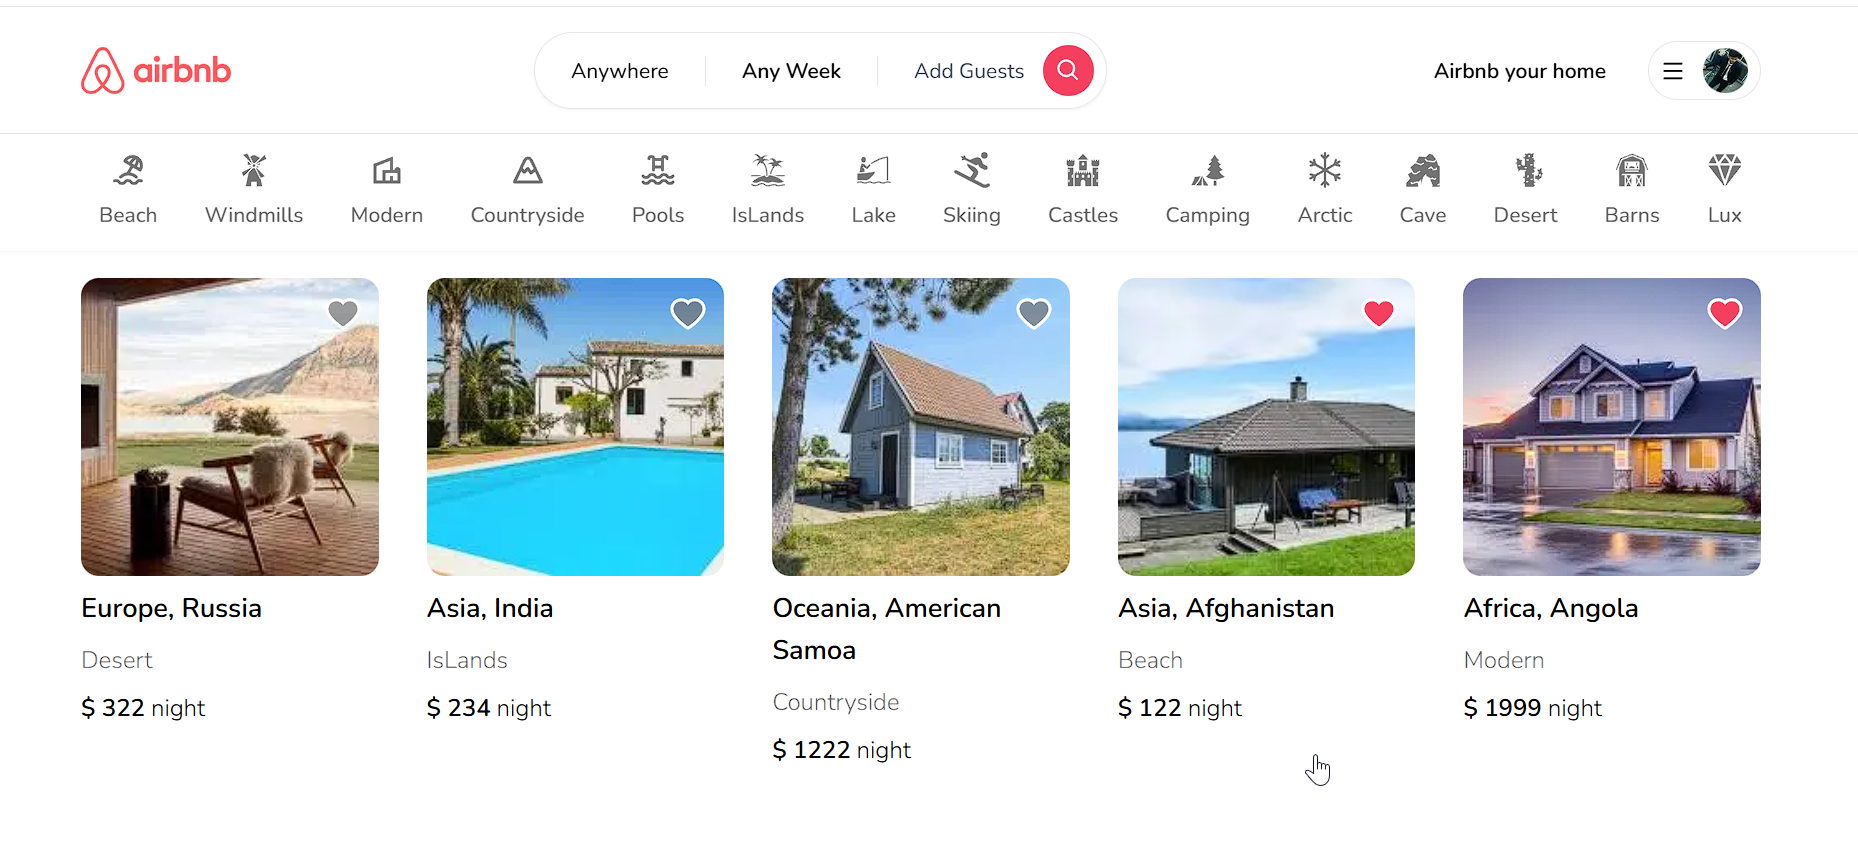 airbnb
Anywhere
Any Week
Add Guests
Airbnb your home
Beach
Windmills
Modern
Countryside
Pools
IsLands
Lake
Skiing
Castles
Camping
Arctic
Cave
Desert
Barns
Lux
Europe, Russia
Desert
$ 322 night
Asia, India
IsLands
$ 234 night
Oceania, American
Samoa
Countryside
$ 1222 night
Asia, Afghanistan
Beach
$ 122 night
Africa, Angola
Modern
$ 1999 night